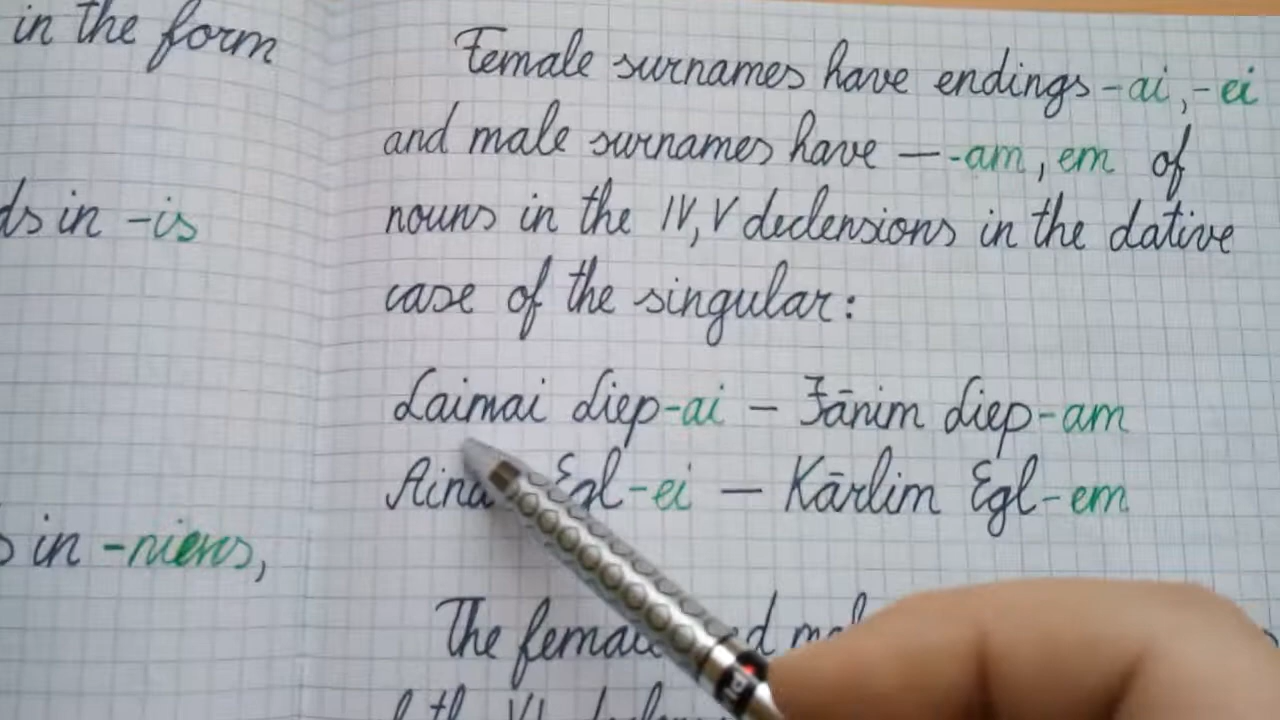 in the form
ds in -is
s in -nieks,
Female surnames have endings -ai, -ei
and male surnames have — -am, em of
nouns in the IV, V declensions in the dative
case of the singular:
Laimai Liep-ai — Jānim Liep-am
Egl-ei — Kārlim Egl-em
The